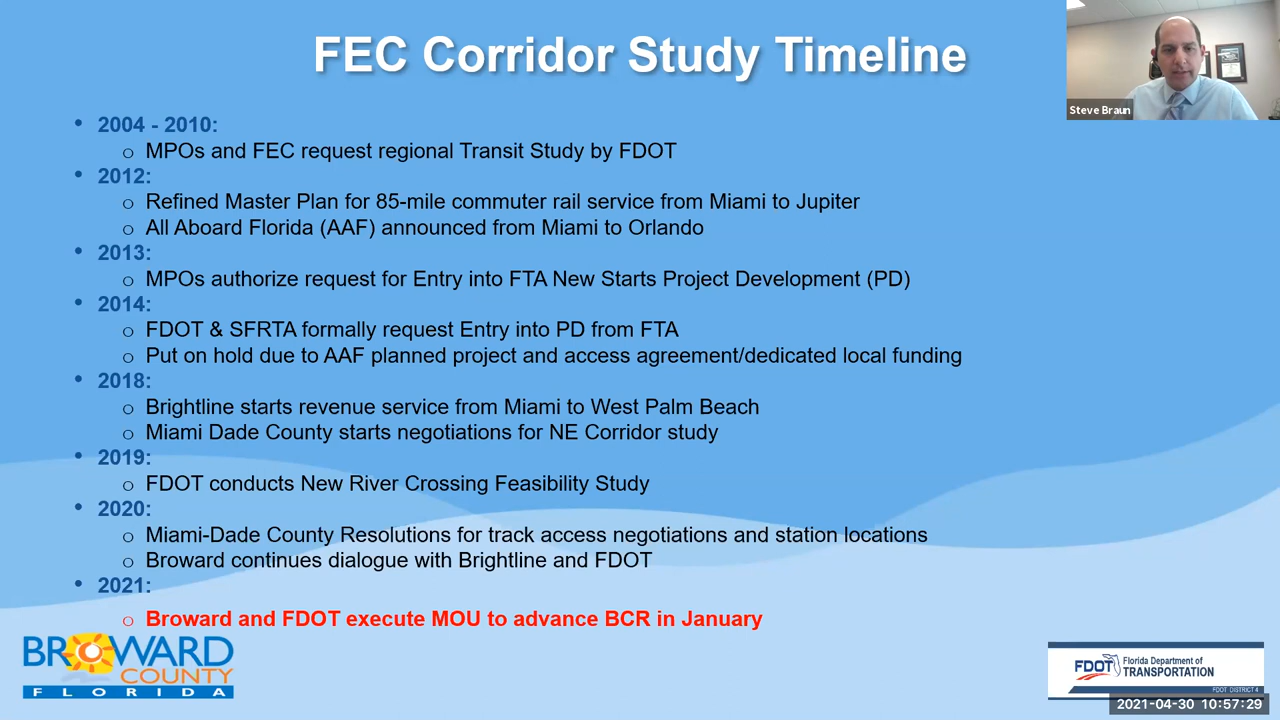 FEC Corridor Study Timeline
Steve Braun
• 2004 - 2010:
o MPOs and FEC request regional Transit Study by FDOT
• 2012:
o Refined Master Plan for 85-mile commuter rail service from Miami to Jupiter
o All Aboard Florida (AAF) announced from Miami to Orlando
• 2013:
o MPOs authorize request for Entry into FTA New Starts Project Development (PD)
• 2014:
o FDOT & SFRTA formally request Entry into PD from FTA
o Put on hold due to AAF planned project and access agreement/dedicated local funding
• 2018:
o Brightline starts revenue service from Miami to West Palm Beach
o Miami Dade County starts negotiations for NE Corridor study
• 2019:
o FDOT conducts New River Crossing Feasibility Study
• 2020:
o Miami-Dade County Resolutions for track access negotiations and station locations
o Broward continues dialogue with Brightline and FDOT
• 2021:
o Broward and FDOT execute MOU to advance BCR in January
BROWARD
COUNTY
FLORIDA
FDOT
Florida Department of
TRANSPORTATION
FDOT DISTRICT 4
2021-04-30 10:57:29